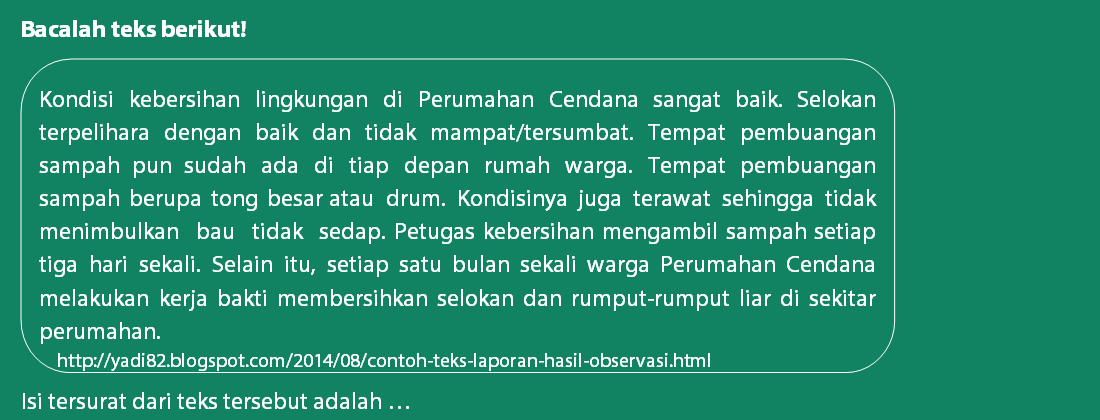 Bacalah teks berikut!
Kondisi kebersihan lingkungan di Perumahan Cendana sangat baik. Selokan
terpelihara dengan baik dan tidak mampat/tersumbat. Tempat pembuangan
sampah pun sudah ada di tiap depan rumah warga. Tempat pembuangan
sampah berupa tong besar atau drum. Kondisinya juga terawat sehingga tidak
menimbulkan bau tidak sedap. Petugas kebersihan mengambil sampah setiap
tiga hari sekali. Selain itu, setiap satu bulan sekali warga Perumahan Cendana
melakukan kerja bakti membersihkan selokan dan rumput-rumput liar di sekitar
perumahan.
http://yadi82.blogspot.com/2014/08/contoh-teks-laporan-hasil-observasi.html
Isi tersurat dari teks tersebut adalah …